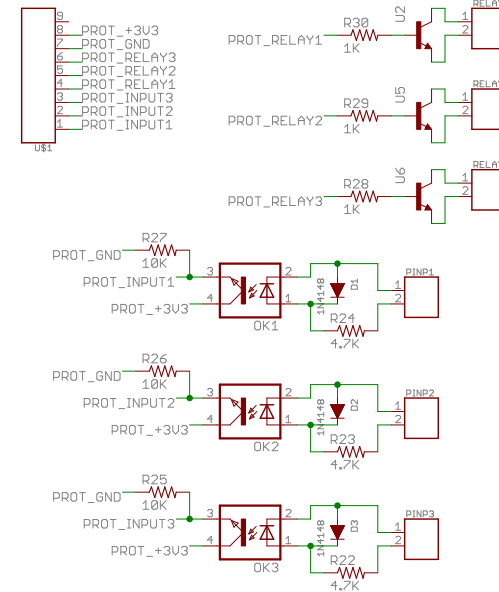 9
8 PROT_+3V3
7 PROT_GND
6 PROT_RELAY3
5 PROT_RELAY2
4 PROT_RELAY1
3 PROT_INPUT3
2 PROT_INPUT2
1 PROT_INPUT1
U$1
RELAY
U2
R30
PROT_RELAY1
1K
1
2
RELAY
U5
R29
PROT_RELAY2
1K
1
2
RELAY
U6
R28
PROT_RELAY3
1K
1
2
R27
PROT_GND
10K
PROT_INPUT1
PROT_+3V3
3
4
2
1
OK1
1N4148
D1
R24
4.7K
PINP1
1
2
R26
PROT_GND
10K
PROT_INPUT2
PROT_+3V3
3
4
2
1
OK2
1N4148
D2
R23
4.7K
PINP2
1
2
R25
PROT_GND
10K
PROT_INPUT3
PROT_+3V3
3
4
2
1
OK3
1N4148
D3
R22
4.7K
PINP3
1
2